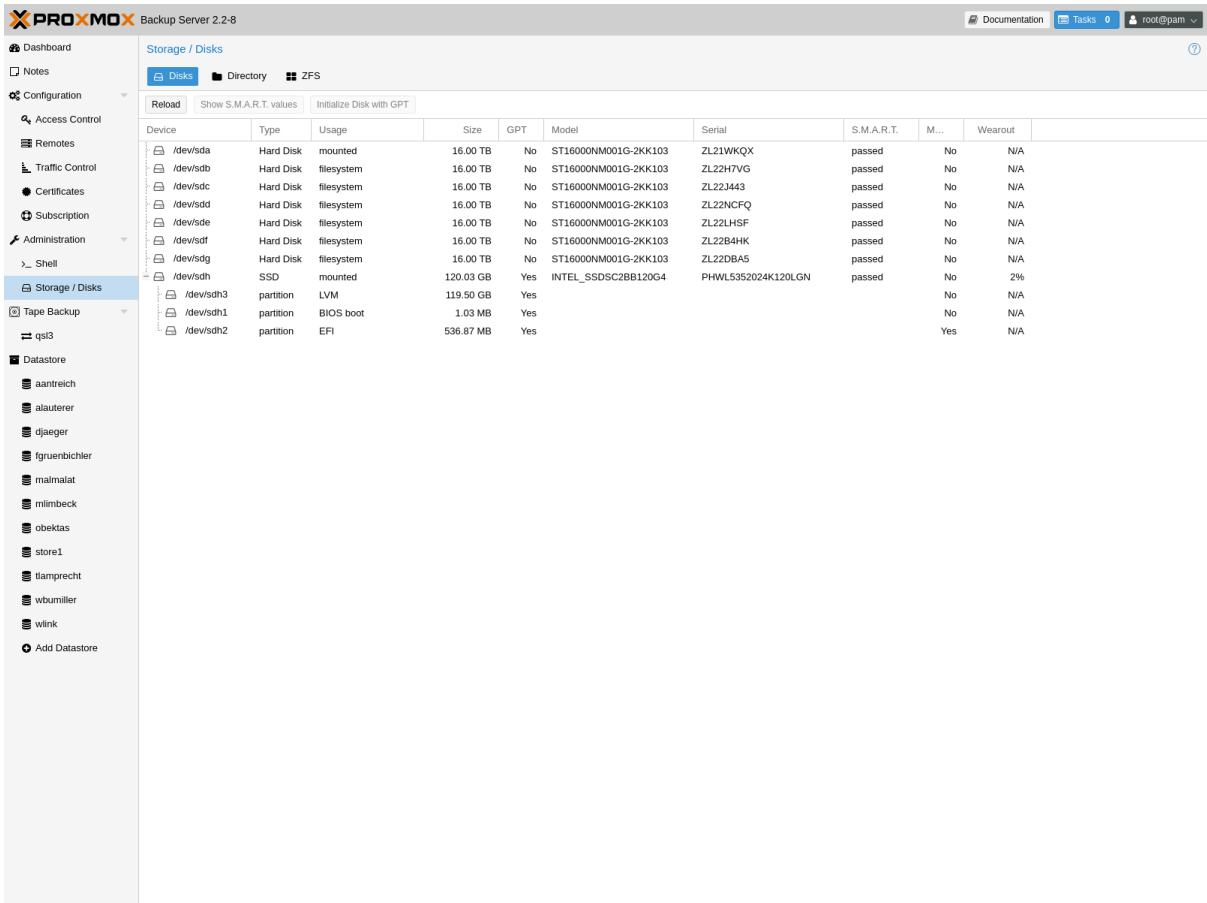 PROXMOX Backup Server 2.2-8 Documentation Tasks 0 root@pam
Dashboard
Notes
Configuration
Access Control
Remotes
Traffic Control
Certificates
Subscription
Administration
Shell
Storage / Disks
Tape Backup
qsl3
Datastore
aantreich
alauterer
djaeger
fgruenbichler
malmalat
mlimbeck
obektas
store1
tlamprecht
wbumiller
wlink
Add Datastore
Storage / Disks
Disks Directory ZFS
Reload Show S.M.A.R.T. values Initialize Disk with GPT
Device Type Usage Size GPT Model Serial S.M.A.R.T. M... Wearout
/dev/sda Hard Disk mounted 16.00 TB No ST16000NM001G-2KK103 ZL21WKQX passed No N/A
/dev/sdb Hard Disk filesystem 16.00 TB No ST16000NM001G-2KK103 ZL22H7VG passed No N/A
/dev/sdc Hard Disk filesystem 16.00 TB No ST16000NM001G-2KK103 ZL22J443 passed No N/A
/dev/sdd Hard Disk filesystem 16.00 TB No ST16000NM001G-2KK103 ZL22NCFQ passed No N/A
/dev/sde Hard Disk filesystem 16.00 TB No ST16000NM001G-2KK103 ZL22LHSF passed No N/A
/dev/sdf Hard Disk filesystem 16.00 TB No ST16000NM001G-2KK103 ZL22B4HK passed No N/A
/dev/sdg Hard Disk filesystem 16.00 TB No ST16000NM001G-2KK103 ZL22DBA5 passed No N/A
/dev/sdh SSD mounted 120.03 GB Yes INTEL_SSDSC2BB120G4 PHWL5352024K120LGN passed No 2%
/dev/sdh3 partition LVM 119.50 GB Yes No N/A
/dev/sdh1 partition BIOS boot 1.03 MB Yes No N/A
/dev/sdh2 partition EFI 536.87 MB Yes Yes N/A